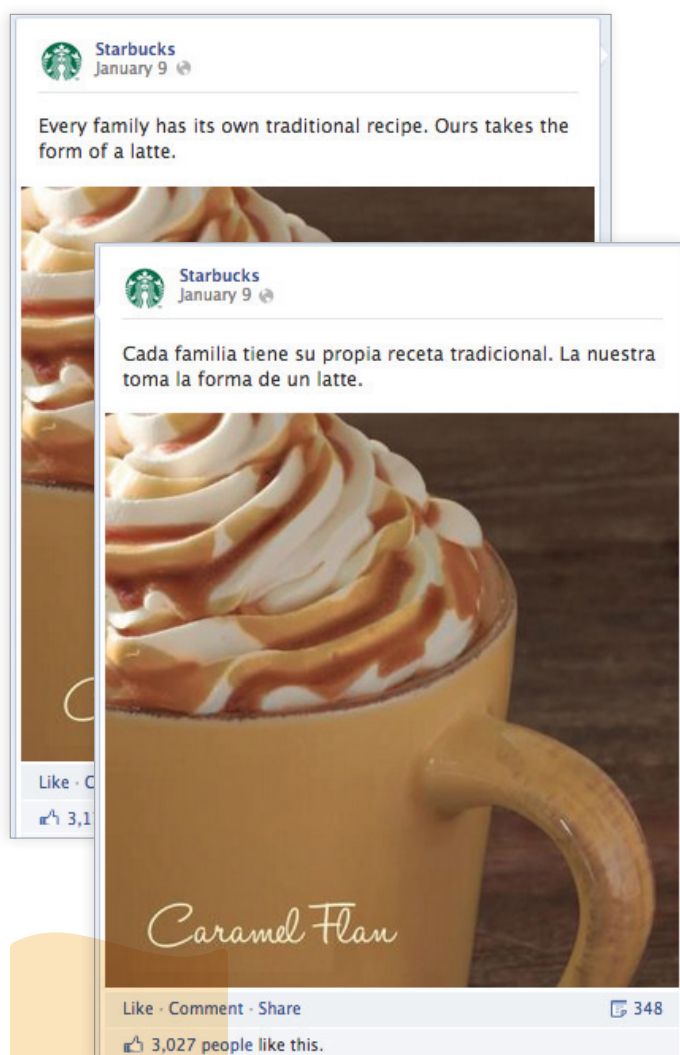 Starbucks
January 9
Every family has its own traditional recipe. Ours takes the
form of a latte.
Like ·
Starbucks
January 9
Cada familia tiene su propia receta tradicional. La nuestra
toma la forma de un latte.
Caramel Flan
Like · Comment · Share 348
3,027 people like this.